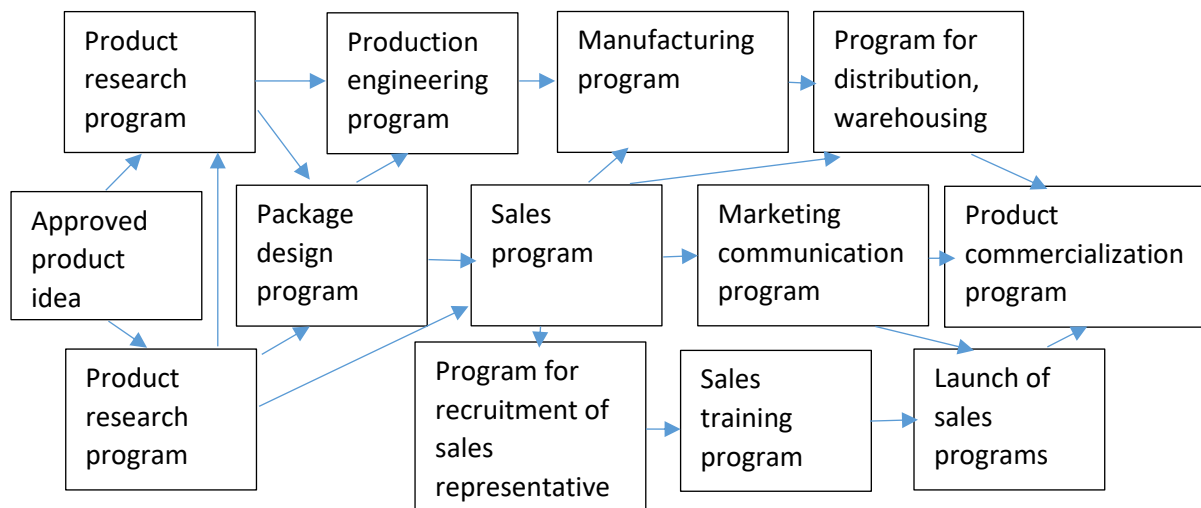 Product
research
program
Production
engineering
program
Manufacturing
program
Program for
distribution,
warehousing
Approved
product
idea
Package
design
program
Sales
program
Marketing
communication
program
Product
commercialization
program
Product
research
program
Program for
recruitment of
sales
representative
Sales
training
program
Launch of
sales
programs